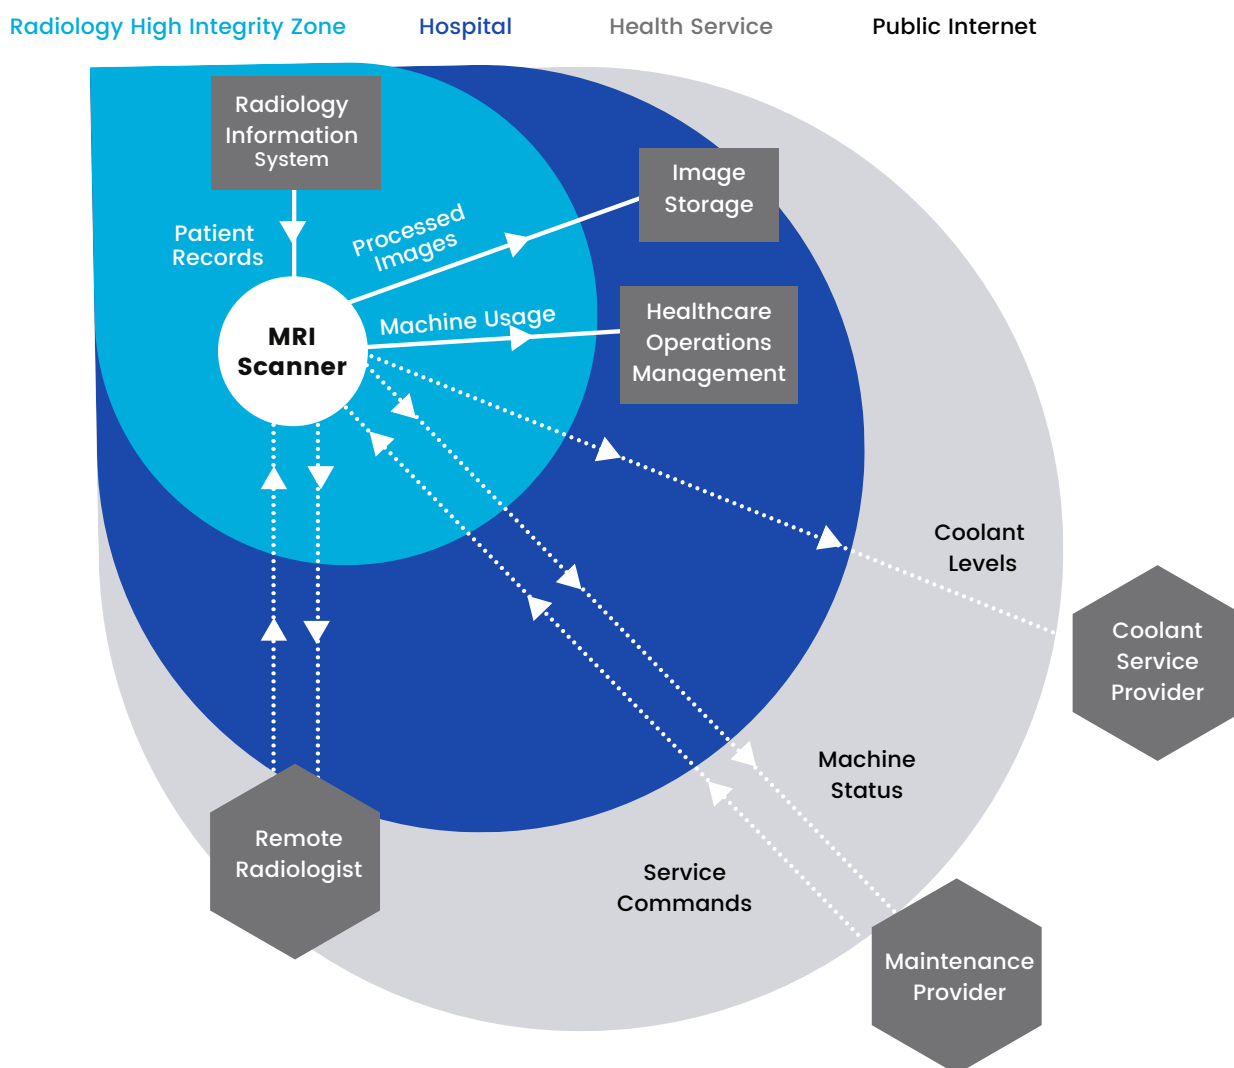 Radiology High Integrity Zone
Hospital
Health Service
Public Internet
Radiology
Information
System
Patient
Records
Processed
Images
Image
Storage
Machine Usage
Healthcare
Operations
Management
MRI
Scanner
Coolant
Levels
Coolant
Service
Provider
Machine
Status
Remote
Radiologist
Service
Commands
Maintenance
Provider